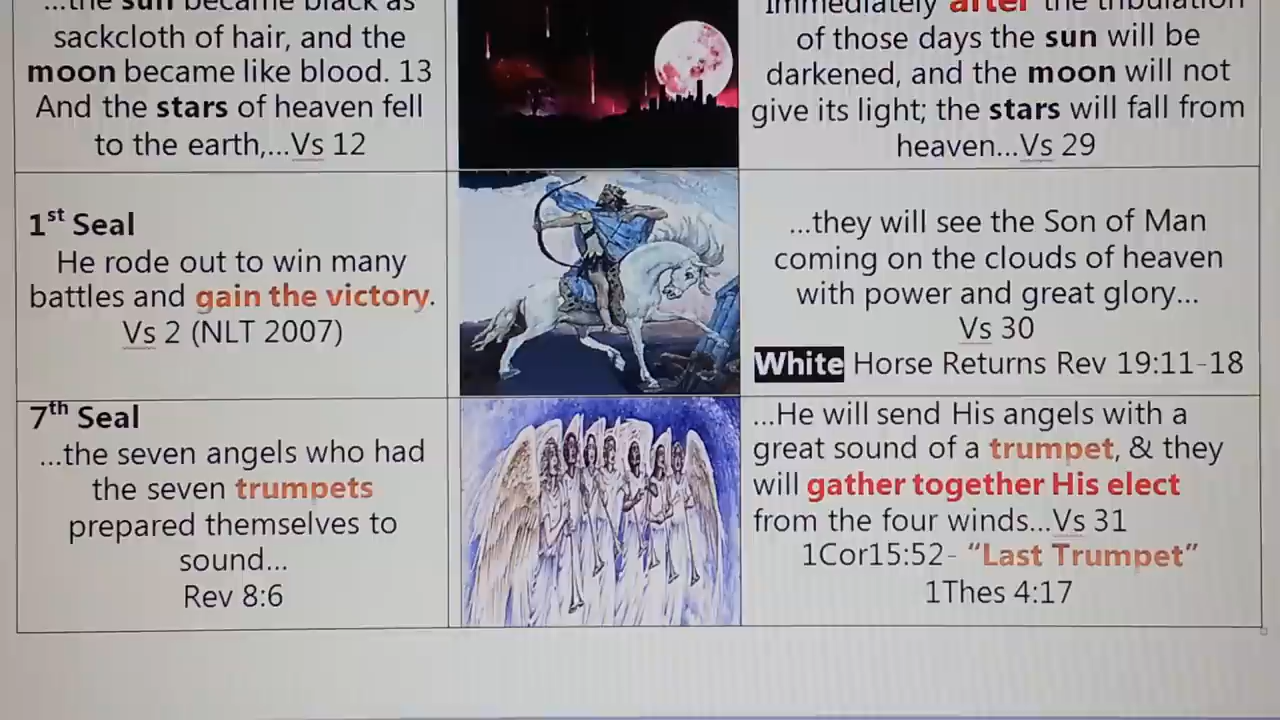 ...the sun became black as
sackcloth of hair, and the
moon became like blood. 13
And the stars of heaven fell
to the earth,...Vs 12
Immediately after the tribulation
of those days the sun will be
darkened, and the moon will not
give its light; the stars will fall from
heaven...Vs 29
1st Seal
He rode out to win many
battles and gain the victory.
Vs 2 (NLT 2007)
...they will see the Son of Man
coming on the clouds of heaven
with power and great glory...
Vs 30
White Horse Returns Rev 19:11-18
7th Seal
...the seven angels who had
the seven trumpets
prepared themselves to
sound...
Rev 8:6
...He will send His angels with a
great sound of a trumpet, & they
will gather together His elect
from the four winds...Vs 31
1Cor15:52- “Last Trumpet”
1Thes 4:17